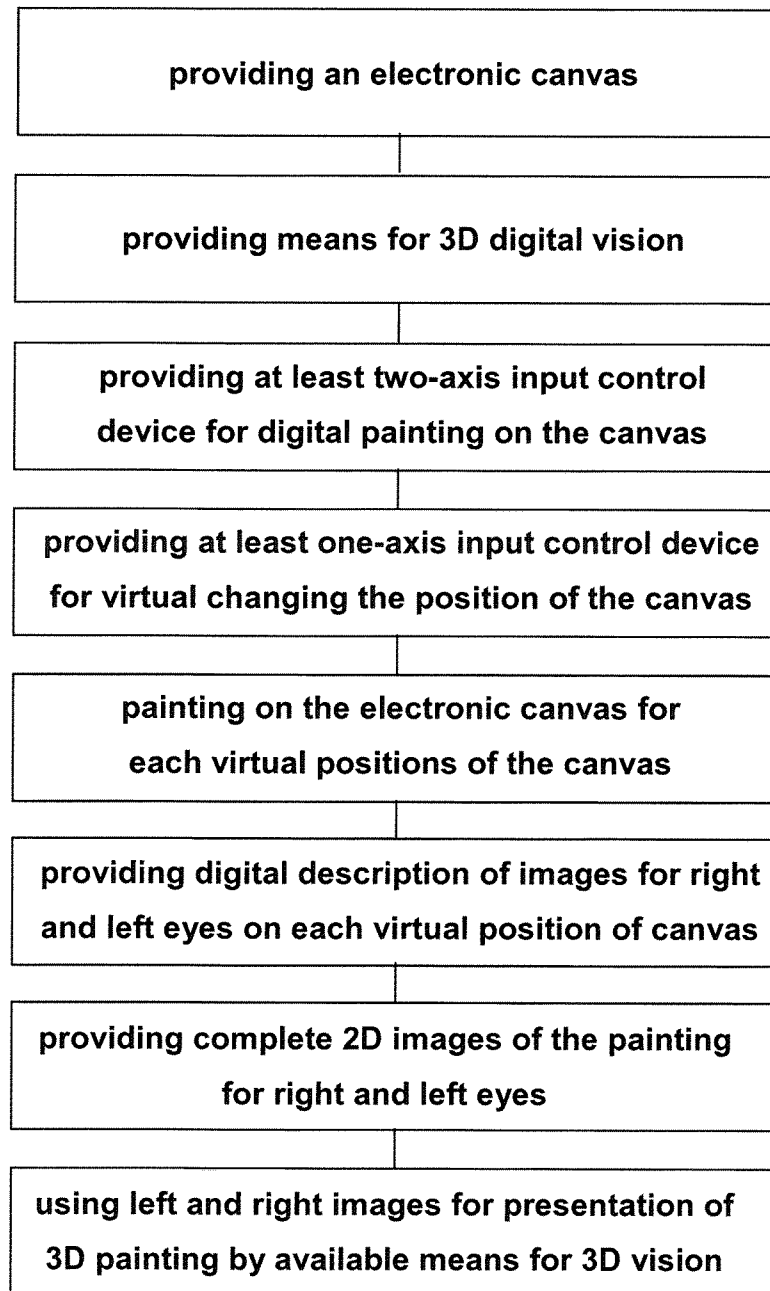 providing an electronic canvas
providing means for 3D digital vision
providing at least two-axis input control
device for digital painting on the canvas
providing at least one-axis input control device
for virtual changing the position of the canvas
painting on the electronic canvas for
each virtual positions of the canvas
providing digital description of images for right
and left eyes on each virtual position of canvas
providing complete 2D images of the painting
for right and left eyes
using left and right images for presentation of
3D painting by available means for 3D vision